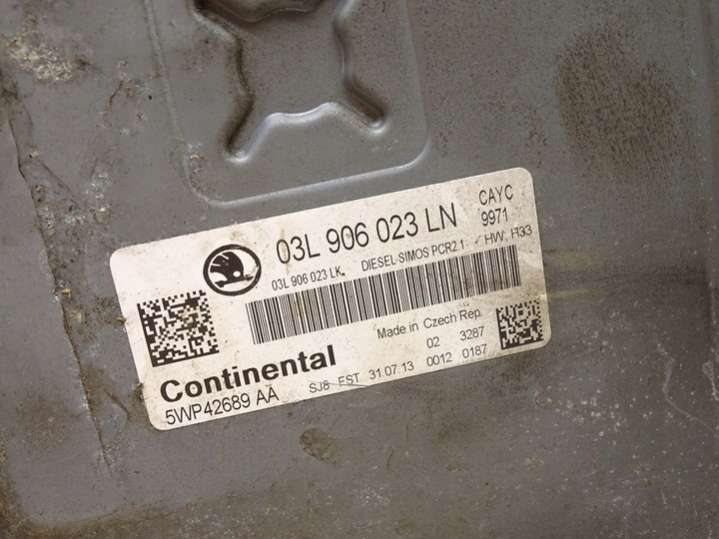 03L 906 023 LN
CAYC
9971
03L 906 023 LK DIESEL-SIMOS PCR2.1 HW: H33
Made in Czech Rep.
Continental
02 3287
SJ8 FST 31.07.13 0012 0187
5WP42689 AA